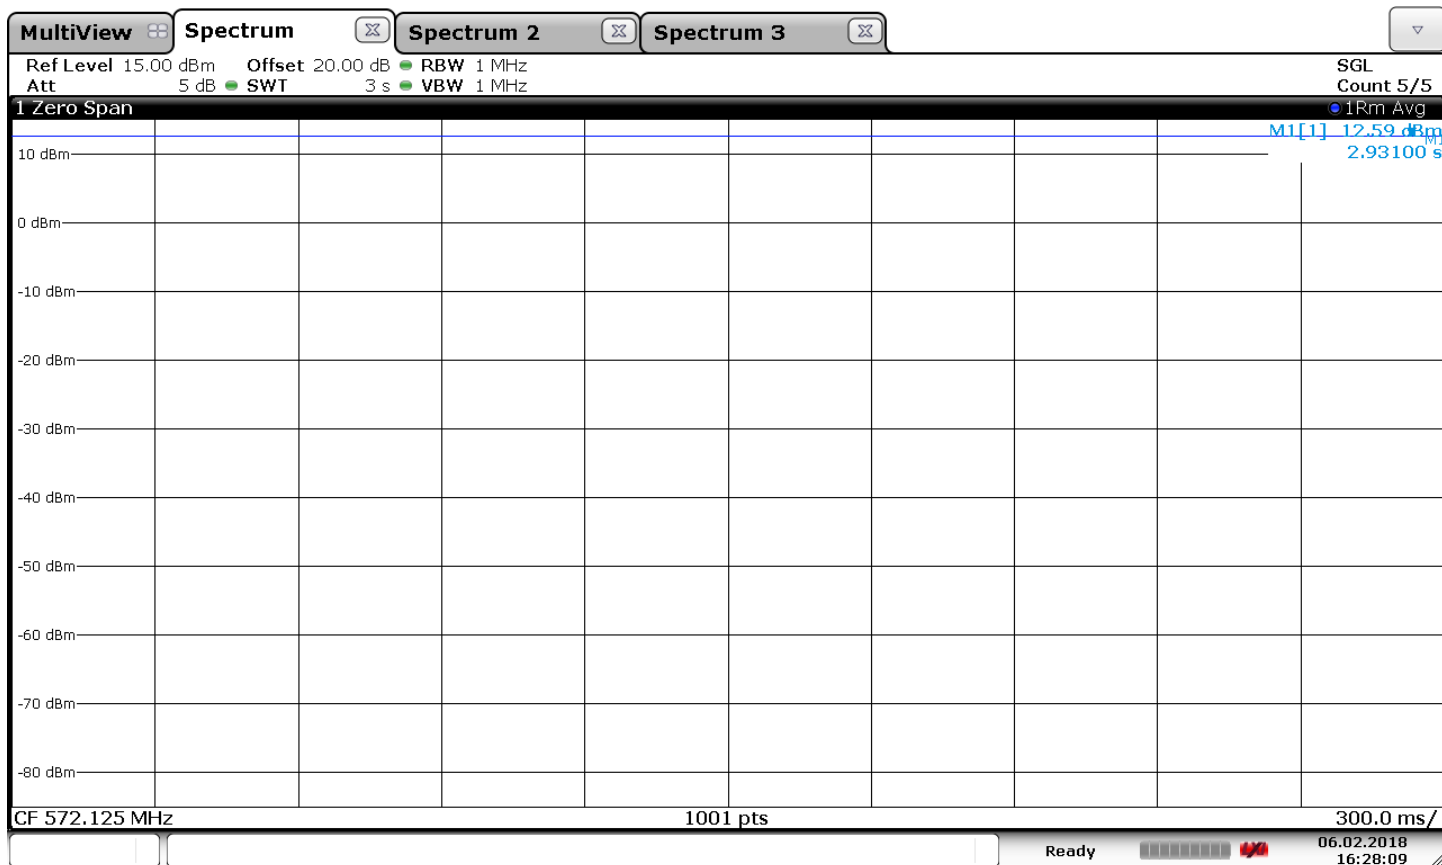 MultiView Spectrum Spectrum 2 Spectrum 3
Ref Level 15.00 dBm Offset 20.00 dB RBW 1 MHz SGL
Att 5 dB SWT 3 s VBW 1 MHz Count 5/5
1 Zero Span 1Rm Avg
M1[1] 12.59 dBm
M1
2.93100 s
10 dBm
0 dBm
-10 dBm
-20 dBm
-30 dBm
-40 dBm
-50 dBm
-60 dBm
-70 dBm
-80 dBm
CF 572.125 MHz 1001 pts 300.0 ms/
Ready 06.02.2018
16:28:09